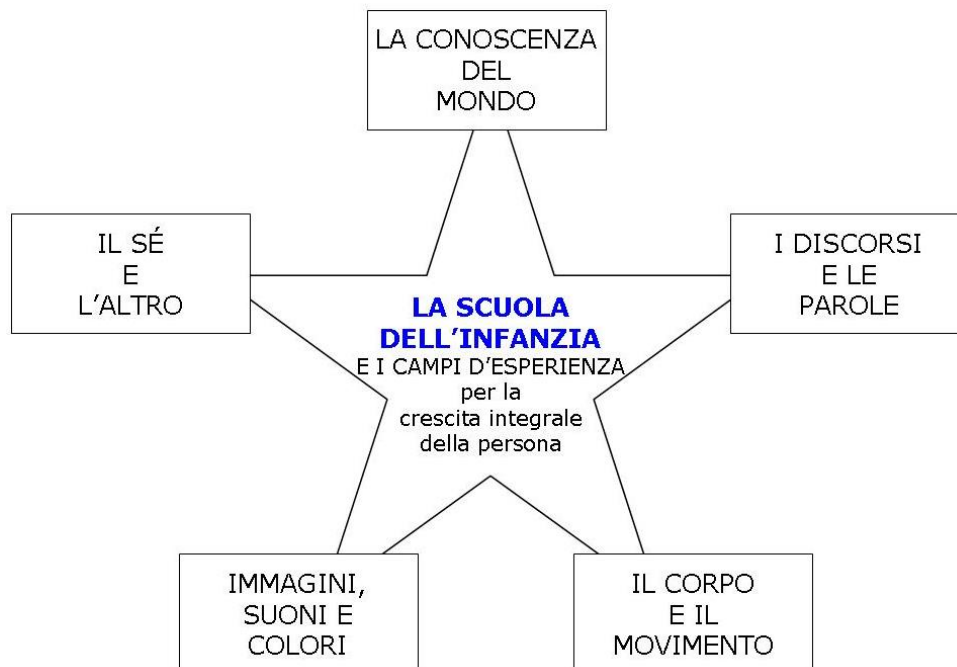 LA CONOSCENZA
DEL
MONDO
IL SÉ
E
L'ALTRO
I DISCORSI
E LE
PAROLE
LA SCUOLA
DELL'INFANZIA
E I CAMPI D'ESPERIENZA
per la
crescita integrale
della persona
IMMAGINI,
SUONI E
COLORI
IL CORPO
E IL
MOVIMENTO